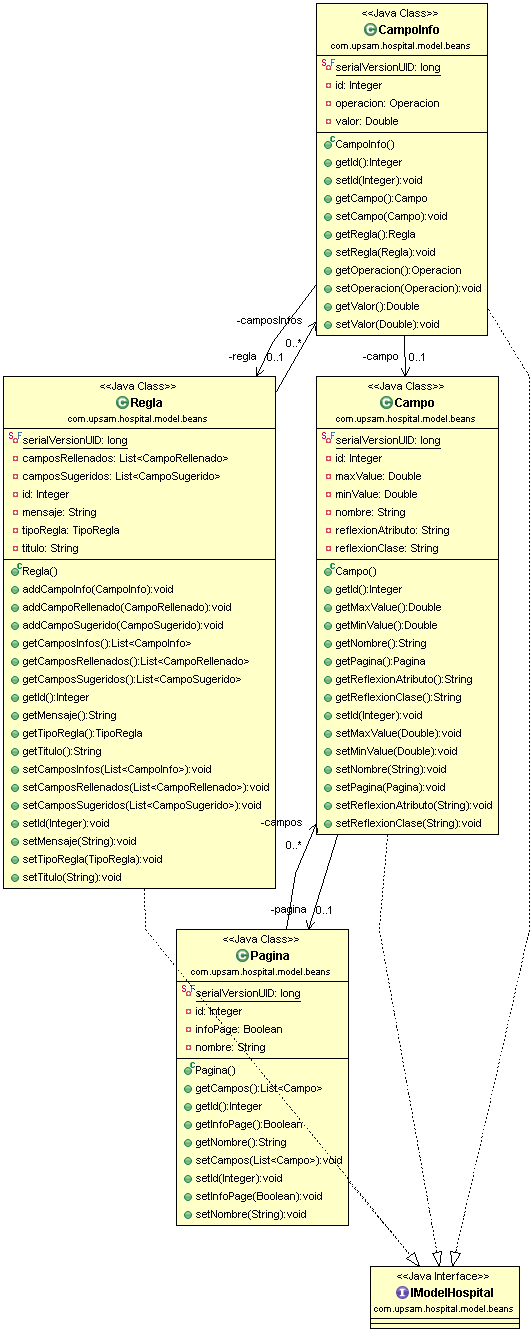 <<Java Class>>
CampoInfo
com.upsam.hospital.model.beans
serialVersionUID: long
id: Integer
operacion: Operacion
valor: Double
CampoInfo()
getId():Integer
setId(Integer):void
getCampo():Campo
setCampo(Campo):void
getRegla():Regla
setRegla(Regla):void
getOperacion():Operacion
setOperacion(Operacion):void
getValor():Double
setValor(Double):void
-camposInfos
0..*
-regla
0..1
-campo
0..1
<<Java Class>>
Regla
com.upsam.hospital.model.beans
serialVersionUID: long
camposRellenados: List<CampoRellenado>
camposSugeridos: List<CampoSugerido>
id: Integer
mensaje: String
tipoRegla: TipoRegla
titulo: String
Regla()
addCampoInfo(CampoInfo):void
addCampoRellenado(CampoRellenado):void
addCampoSugerido(CampoSugerido):void
getCamposInfos():List<CampoInfo>
getCamposRellenados():List<CampoRellenado>
getCamposSugeridos():List<CampoSugerido>
getId():Integer
getMensaje():String
getTipoRegla():TipoRegla
getTitulo():String
setCamposInfos(List<CampoInfo>):void
setCamposRellenados(List<CampoRellenado>):void
setCamposSugeridos(List<CampoSugerido>):void
setId(Integer):void
setMensaje(String):void
setTipoRegla(TipoRegla):void
setTitulo(String):void
<<Java Class>>
Campo
com.upsam.hospital.model.beans
serialVersionUID: long
id: Integer
maxValue: Double
minValue: Double
nombre: String
reflexionAtributo: String
reflexionClase: String
Campo()
getId():Integer
getMaxValue():Double
getMinValue():Double
getNombre():String
getPagina():Pagina
getReflexionAtributo():String
getReflexionClase():String
setId(Integer):void
setMaxValue(Double):void
setMinValue(Double):void
setNombre(String):void
setPagina(Pagina):void
setReflexionAtributo(String):void
setReflexionClase(String):void
-campos
0..*
-pagina
0..1
<<Java Class>>
Pagina
com.upsam.hospital.model.beans
serialVersionUID: long
id: Integer
infoPage: Boolean
nombre: String
Pagina()
getCampos():List<Campo>
getId():Integer
getInfoPage():Boolean
getNombre():String
setCampos(List<Campo>):void
setId(Integer):void
setInfoPage(Boolean):void
setNombre(String):void
<<Java Interface>>
IModelHospital
com.upsam.hospital.model.beans